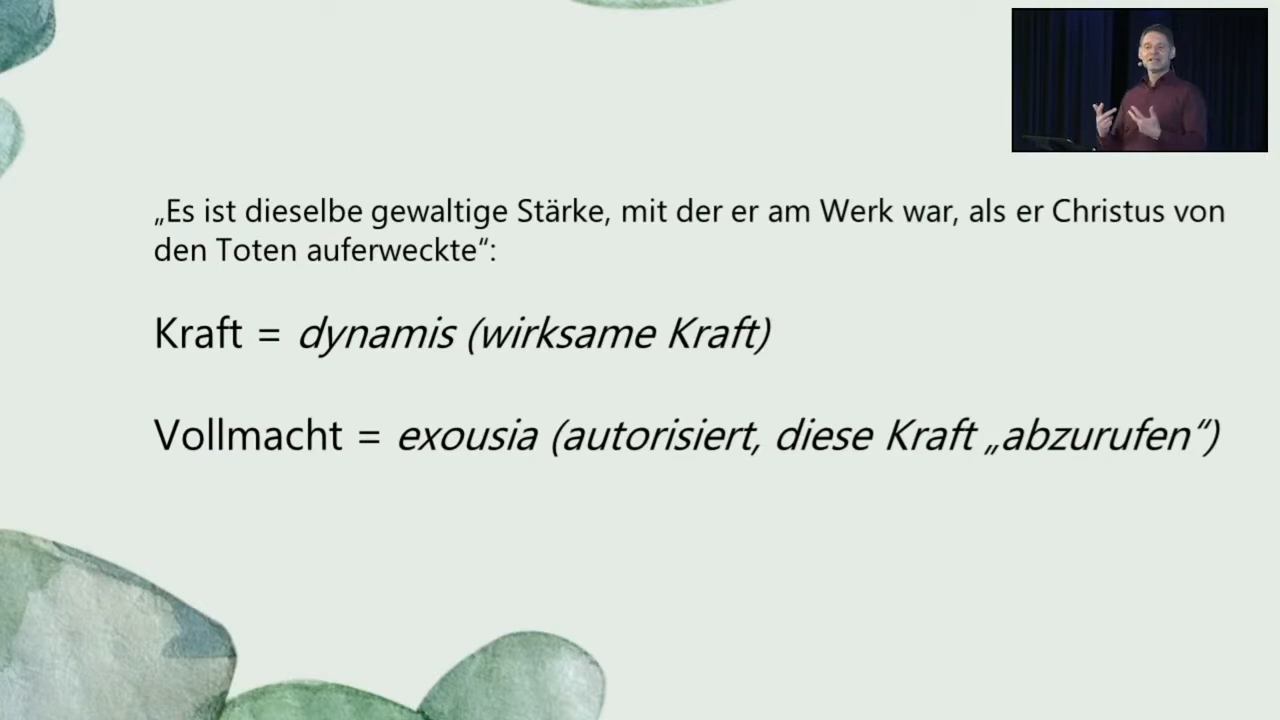 „Es ist dieselbe gewaltige Stärke, mit der er am Werk war, als er Christus von
den Toten auferweckte“:
Kraft = dynamis (wirksame Kraft)
Vollmacht = exousia (autorisiert, diese Kraft „abzurufen“)